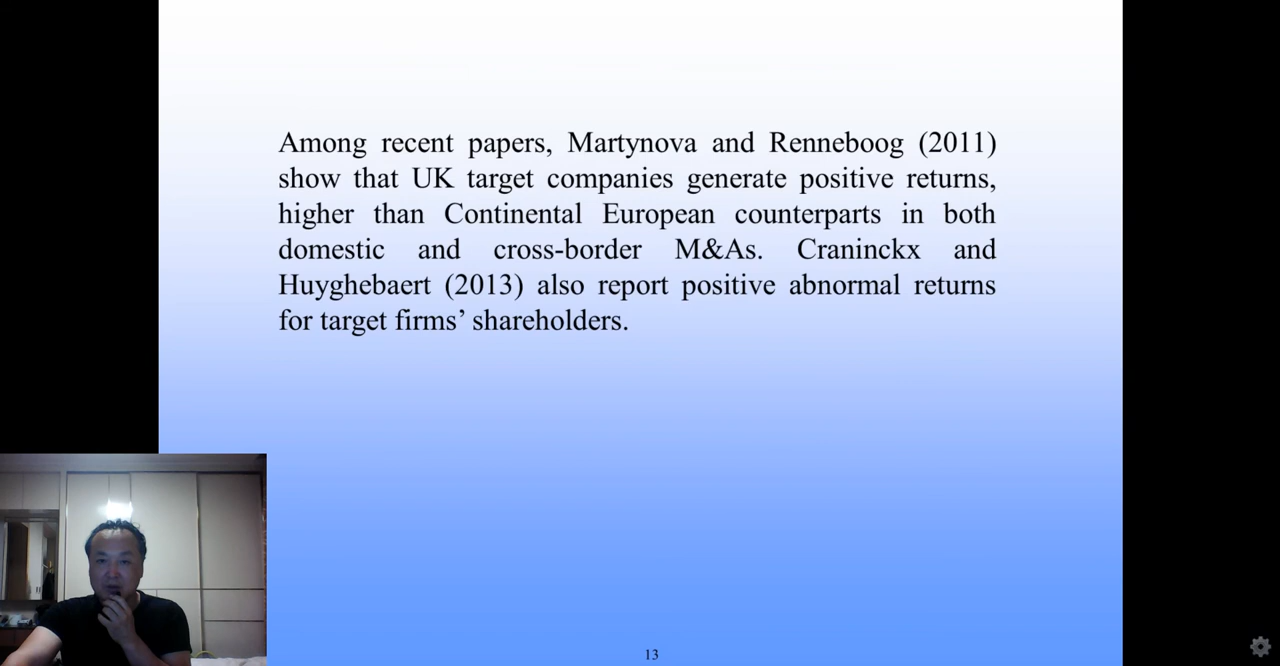 Among recent papers, Martynova and Renneboog (2011)
show that UK target companies generate positive returns,
higher than Continental European counterparts in both
domestic and cross-border M&As. Craninckx and
Huyghebaert (2013) also report positive abnormal returns
for target firms’ shareholders.
13